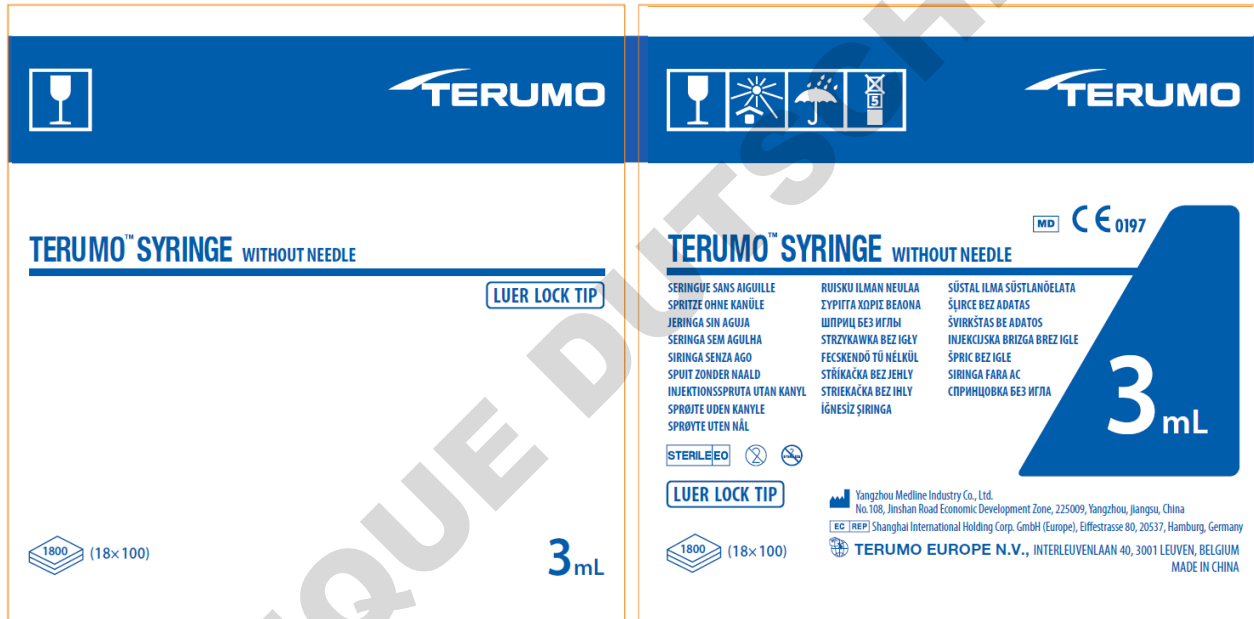 TERUMO
TERUMO™ SYRINGE WITHOUT NEEDLE
LUER LOCK TIP
1800 (18×100)
3 mL
5
TERUMO
MD CE 0197
TERUMO™ SYRINGE WITHOUT NEEDLE
SERINGUE SANS AIGUILLE
SPRITZE OHNE KANÜLE
JERINGA SIN AGUJA
SERINGA SEM AGULHA
SIRINGA SENZA AGO
SPUIT ZONDER NAALD
INJEKTIONSSPRUTA UTAN KANYL
SPRØJTE UDEN KANYLE
SPRØYTE UTEN NÅL
RUISKU ILMAN NEULAA
ΣΥΡΙΓΓΑ ΧΩΡΙΣ ΒΕΛΟΝΑ
ШПРИЦ БЕЗ ИГЛЫ
STRZYKAWKA BEZ IGŁY
FECSKENDŐ TŰ NÉLKÜL
STŘÍKAČKA BEZ JEHLY
STRIEKAČKA BEZ IHLY
İĞNESİZ ŞIRINGA
SÜSTAL ILMA SÜSTLANÕELATA
ŠĻIRCE BEZ ADATAS
ŠVIRKŠTAS BE ADATOS
INJEKCIJSKA BRIZGA BREZ IGLE
ŠPRIC BEZ IGLE
SIRINGA FARA AC
СПРИНЦОВКА БЕЗ ИГЛА
3 mL
STERILE EO 2
LUER LOCK TIP
1800 (18×100)
Yangzhou Medline Industry Co., Ltd.
No.108, Jinshan Road Economic Development Zone, 225009, Yangzhou, jiangsu, China
EC REP Shanghai International Holding Corp. GmbH (Europe), Eiffestrasse 80, 20537, Hamburg, Germany
TERUMO EUROPE N.V., INTERLEUVENLAAN 40, 3001 LEUVEN, BELGIUM
MADE IN CHINA
QUE DUTSCH